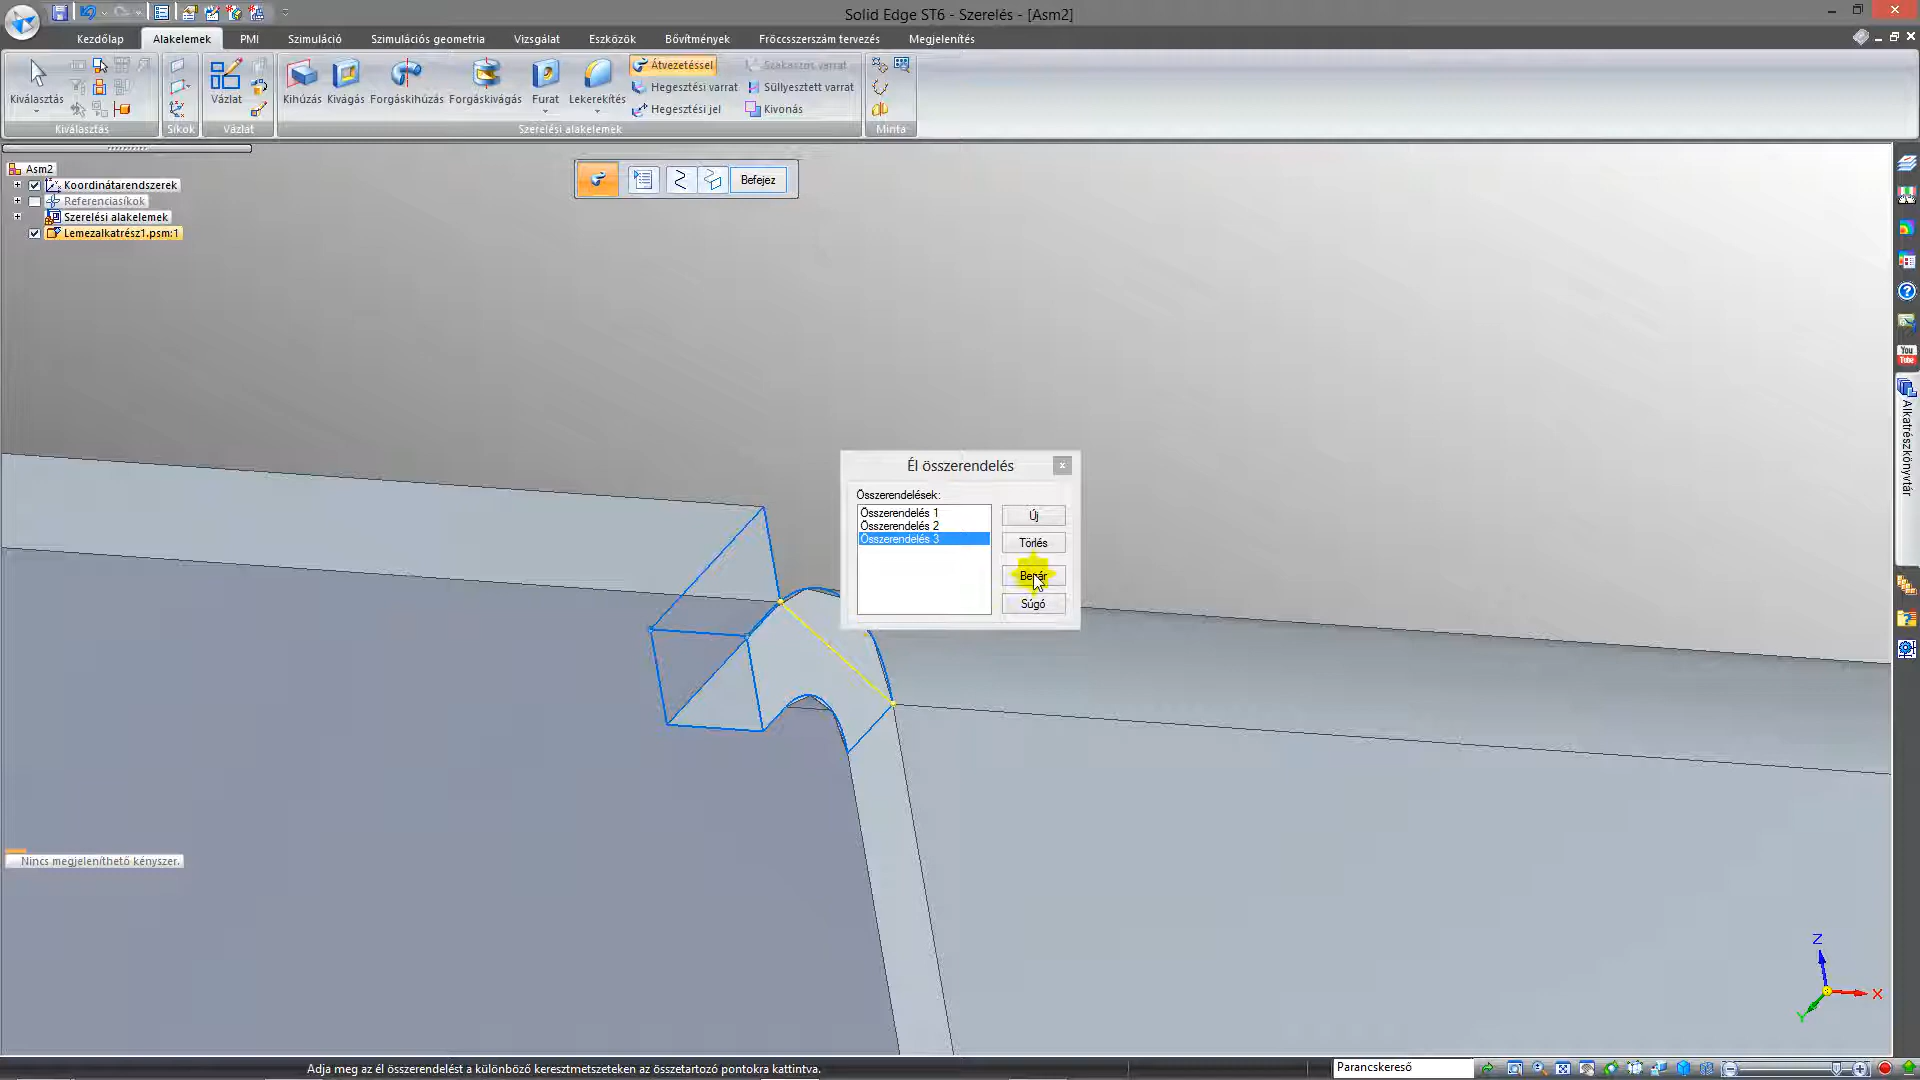 Solid Edge ST6 - Szerelés - [Asm2]
Kezdőlap
Alakelemek
PMI
Szimuláció
Szimulációs geometria
Vizsgálat
Eszközök
Bővítmények
Fröccsszerszám tervezés
Megjelenítés
Kiválasztás
Vázlat
Kihúzás
Kivágás
Forgáskihúzás
Forgáskivágás
Furat
Lekerekítés
Átvezetéssel
Hegesztési varrat
Hegesztési jel
Szakaszos varrat
Süllyesztett varrat
Kivonás
Kiválasztás
Síkok
Vázlat
Szerelési alakelemek
Minta
Asm2
Koordinátarendszerek
Referenciasíkok
Szerelési alakelemek
Lemezalkatrész1.psm:1
Befejez
Él összerendelés
Összerendelések:
Összerendelés 1
Összerendelés 2
Összerendelés 3
Új
Törlés
Bezár
Súgó
You
Tube
Alkatrészkönyvtár
Nincs megjeleníthető kényszer.
Z
X
Y
Adja meg az él összerendelést a különböző keresztmetszeteken az összetartozó pontokra kattintva.
Parancskereső